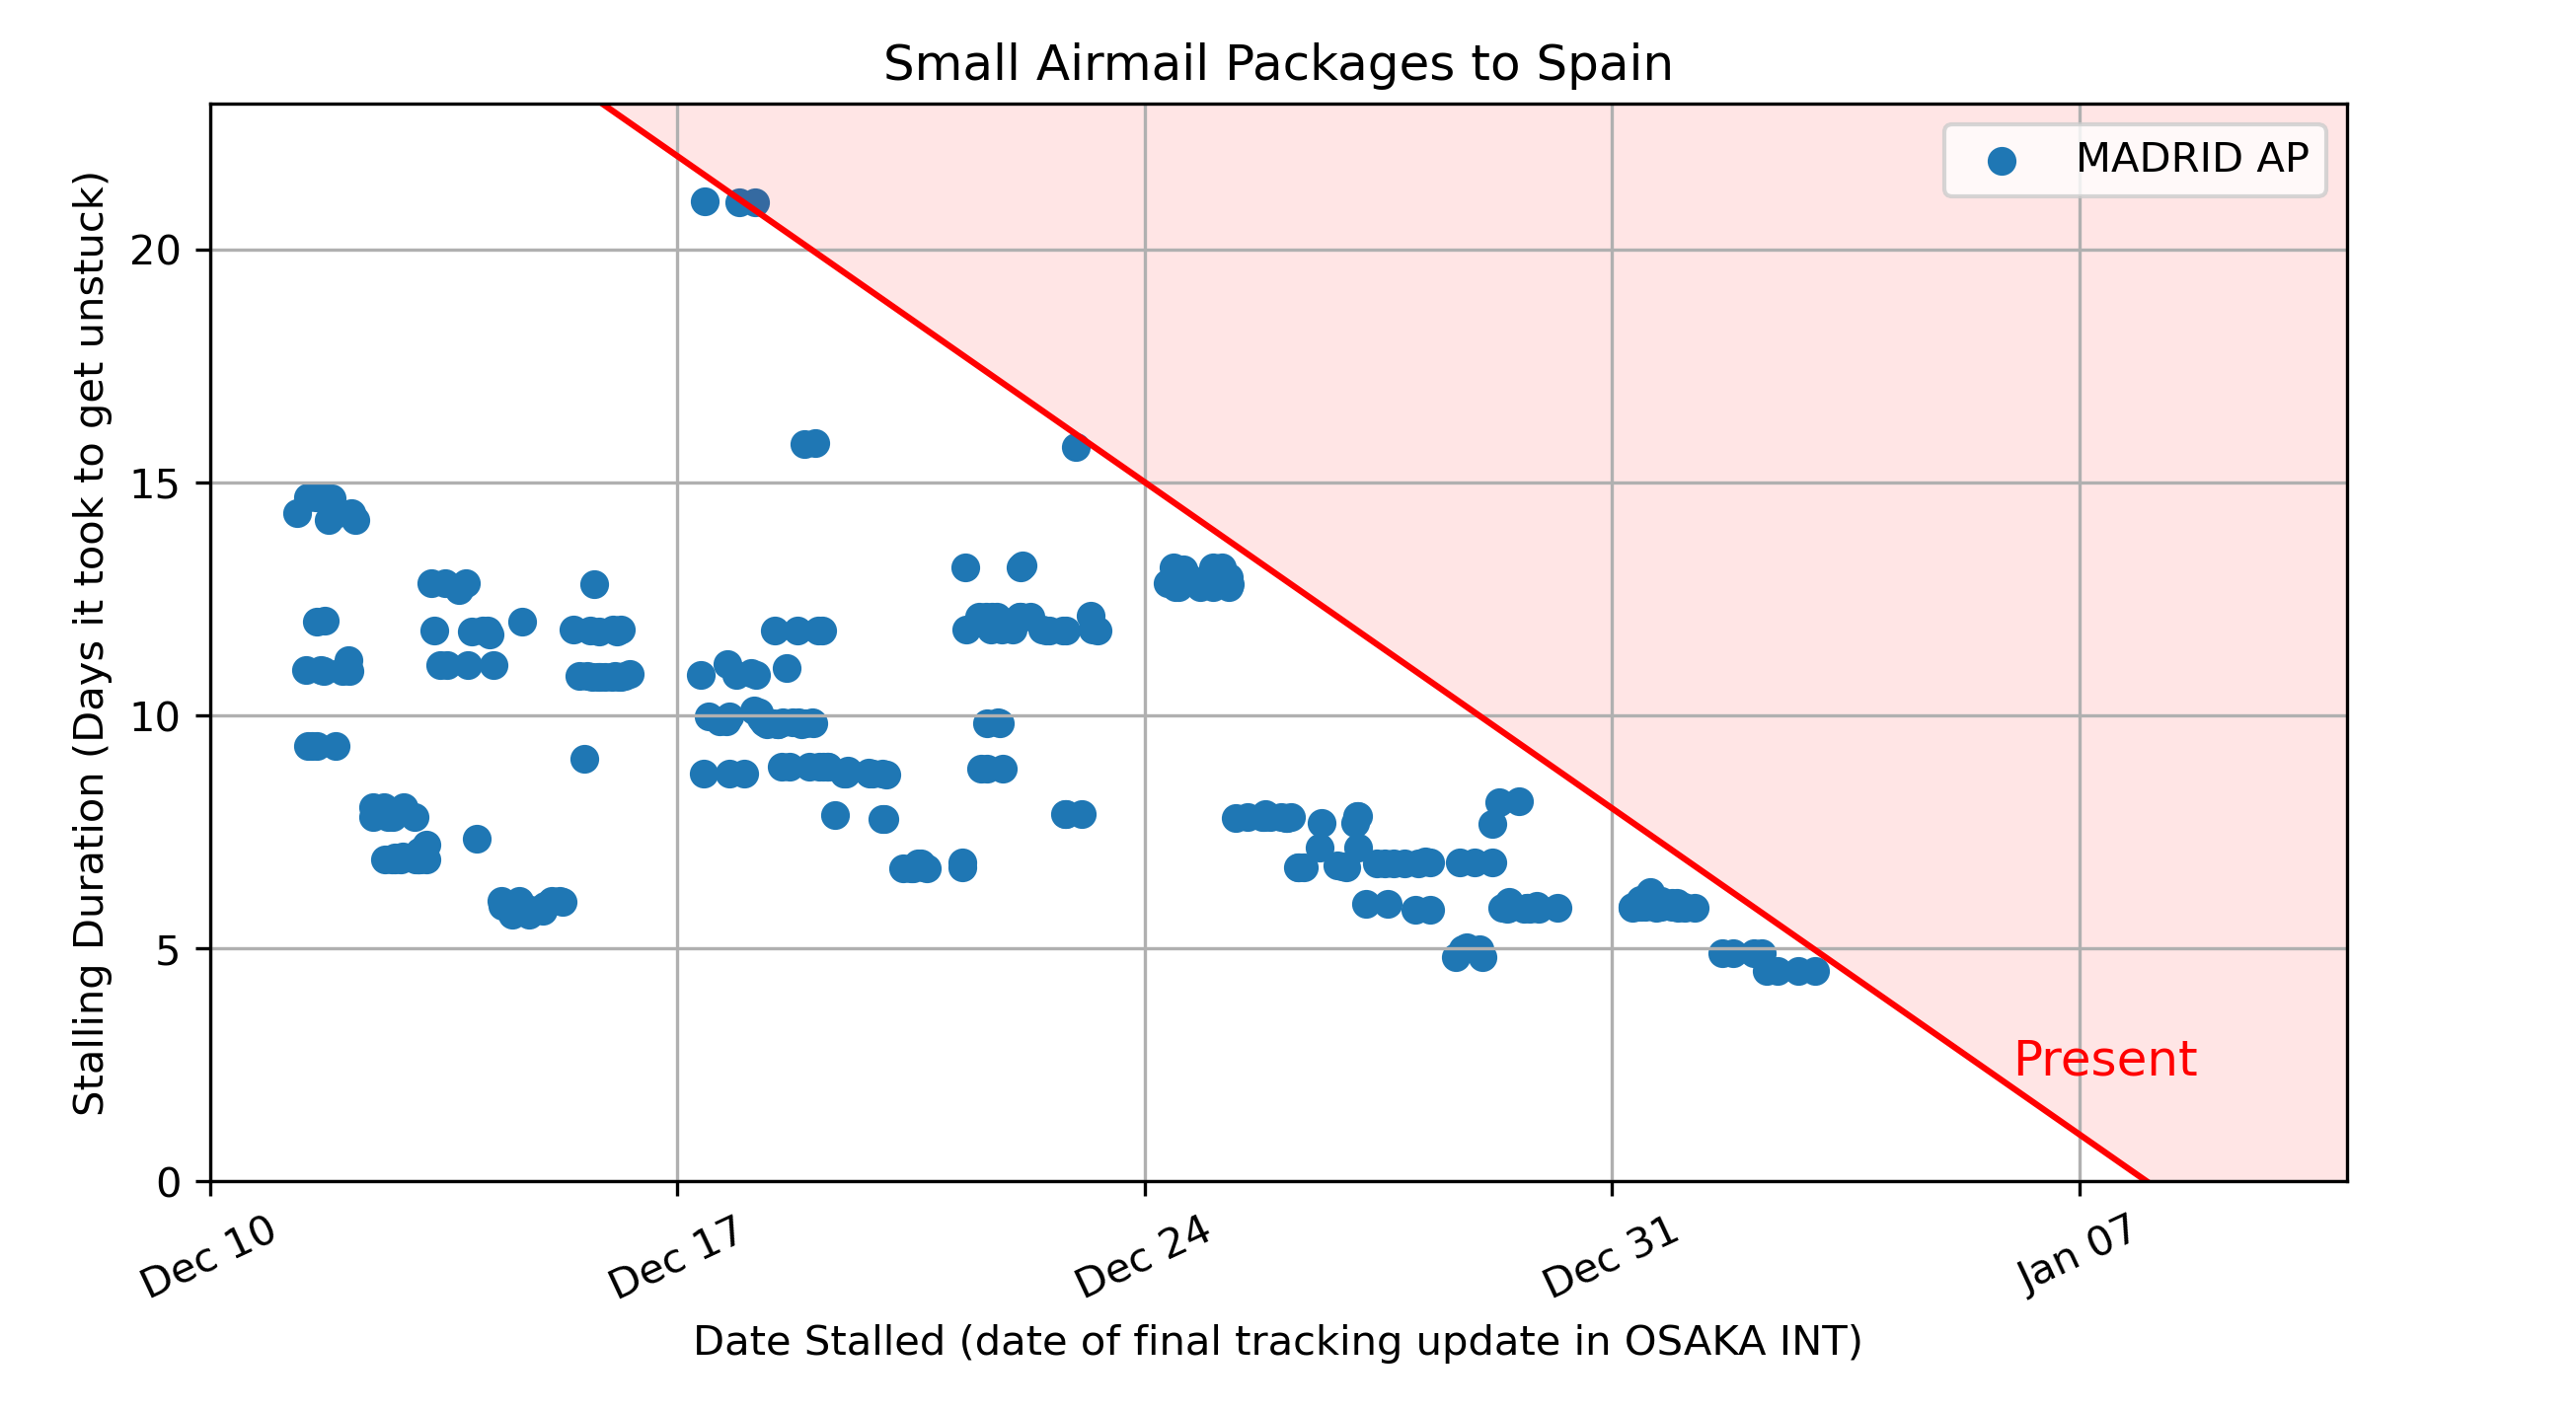 Small Airmail Packages to Spain
MADRID AP
Stalling Duration (Days it took to get unstuck)
20
15
10
5
0
Present
Dec 10
Dec 17
Dec 24
Dec 31
Jan 07
Date Stalled (date of final tracking update in OSAKA INT)